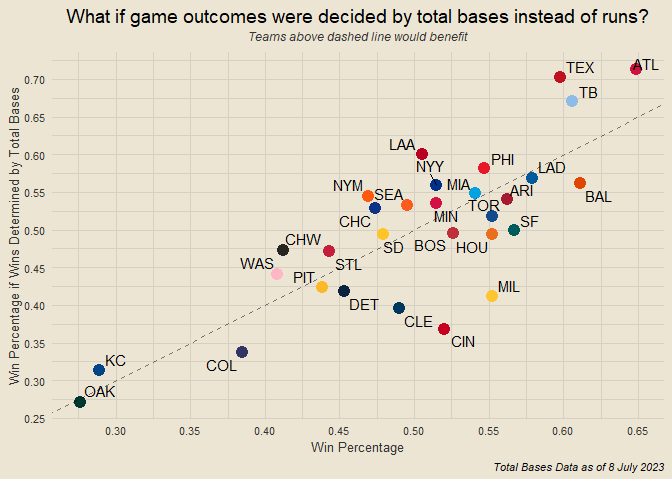 What if game outcomes were decided by total bases instead of runs?
Teams above dashed line would benefit
Win Percentage if Wins Determined by Total Bases
0.70
0.65
0.60
0.55
0.50
0.45
0.40
0.35
0.30
0.25
TEX
ATL
TB
LAA
NYY
PHI
LAD
NYM
SEA
MIA
ARI
BAL
TOR
CHC
MIN
SF
SD
BOS
HOU
CHW
WAS
STL
PIT
DET
MIL
CLE
CIN
COL
KC
OAK
0.30
0.35
0.40
0.45
0.50
0.55
0.60
0.65
Win Percentage
Total Bases Data as of 8 July 2023